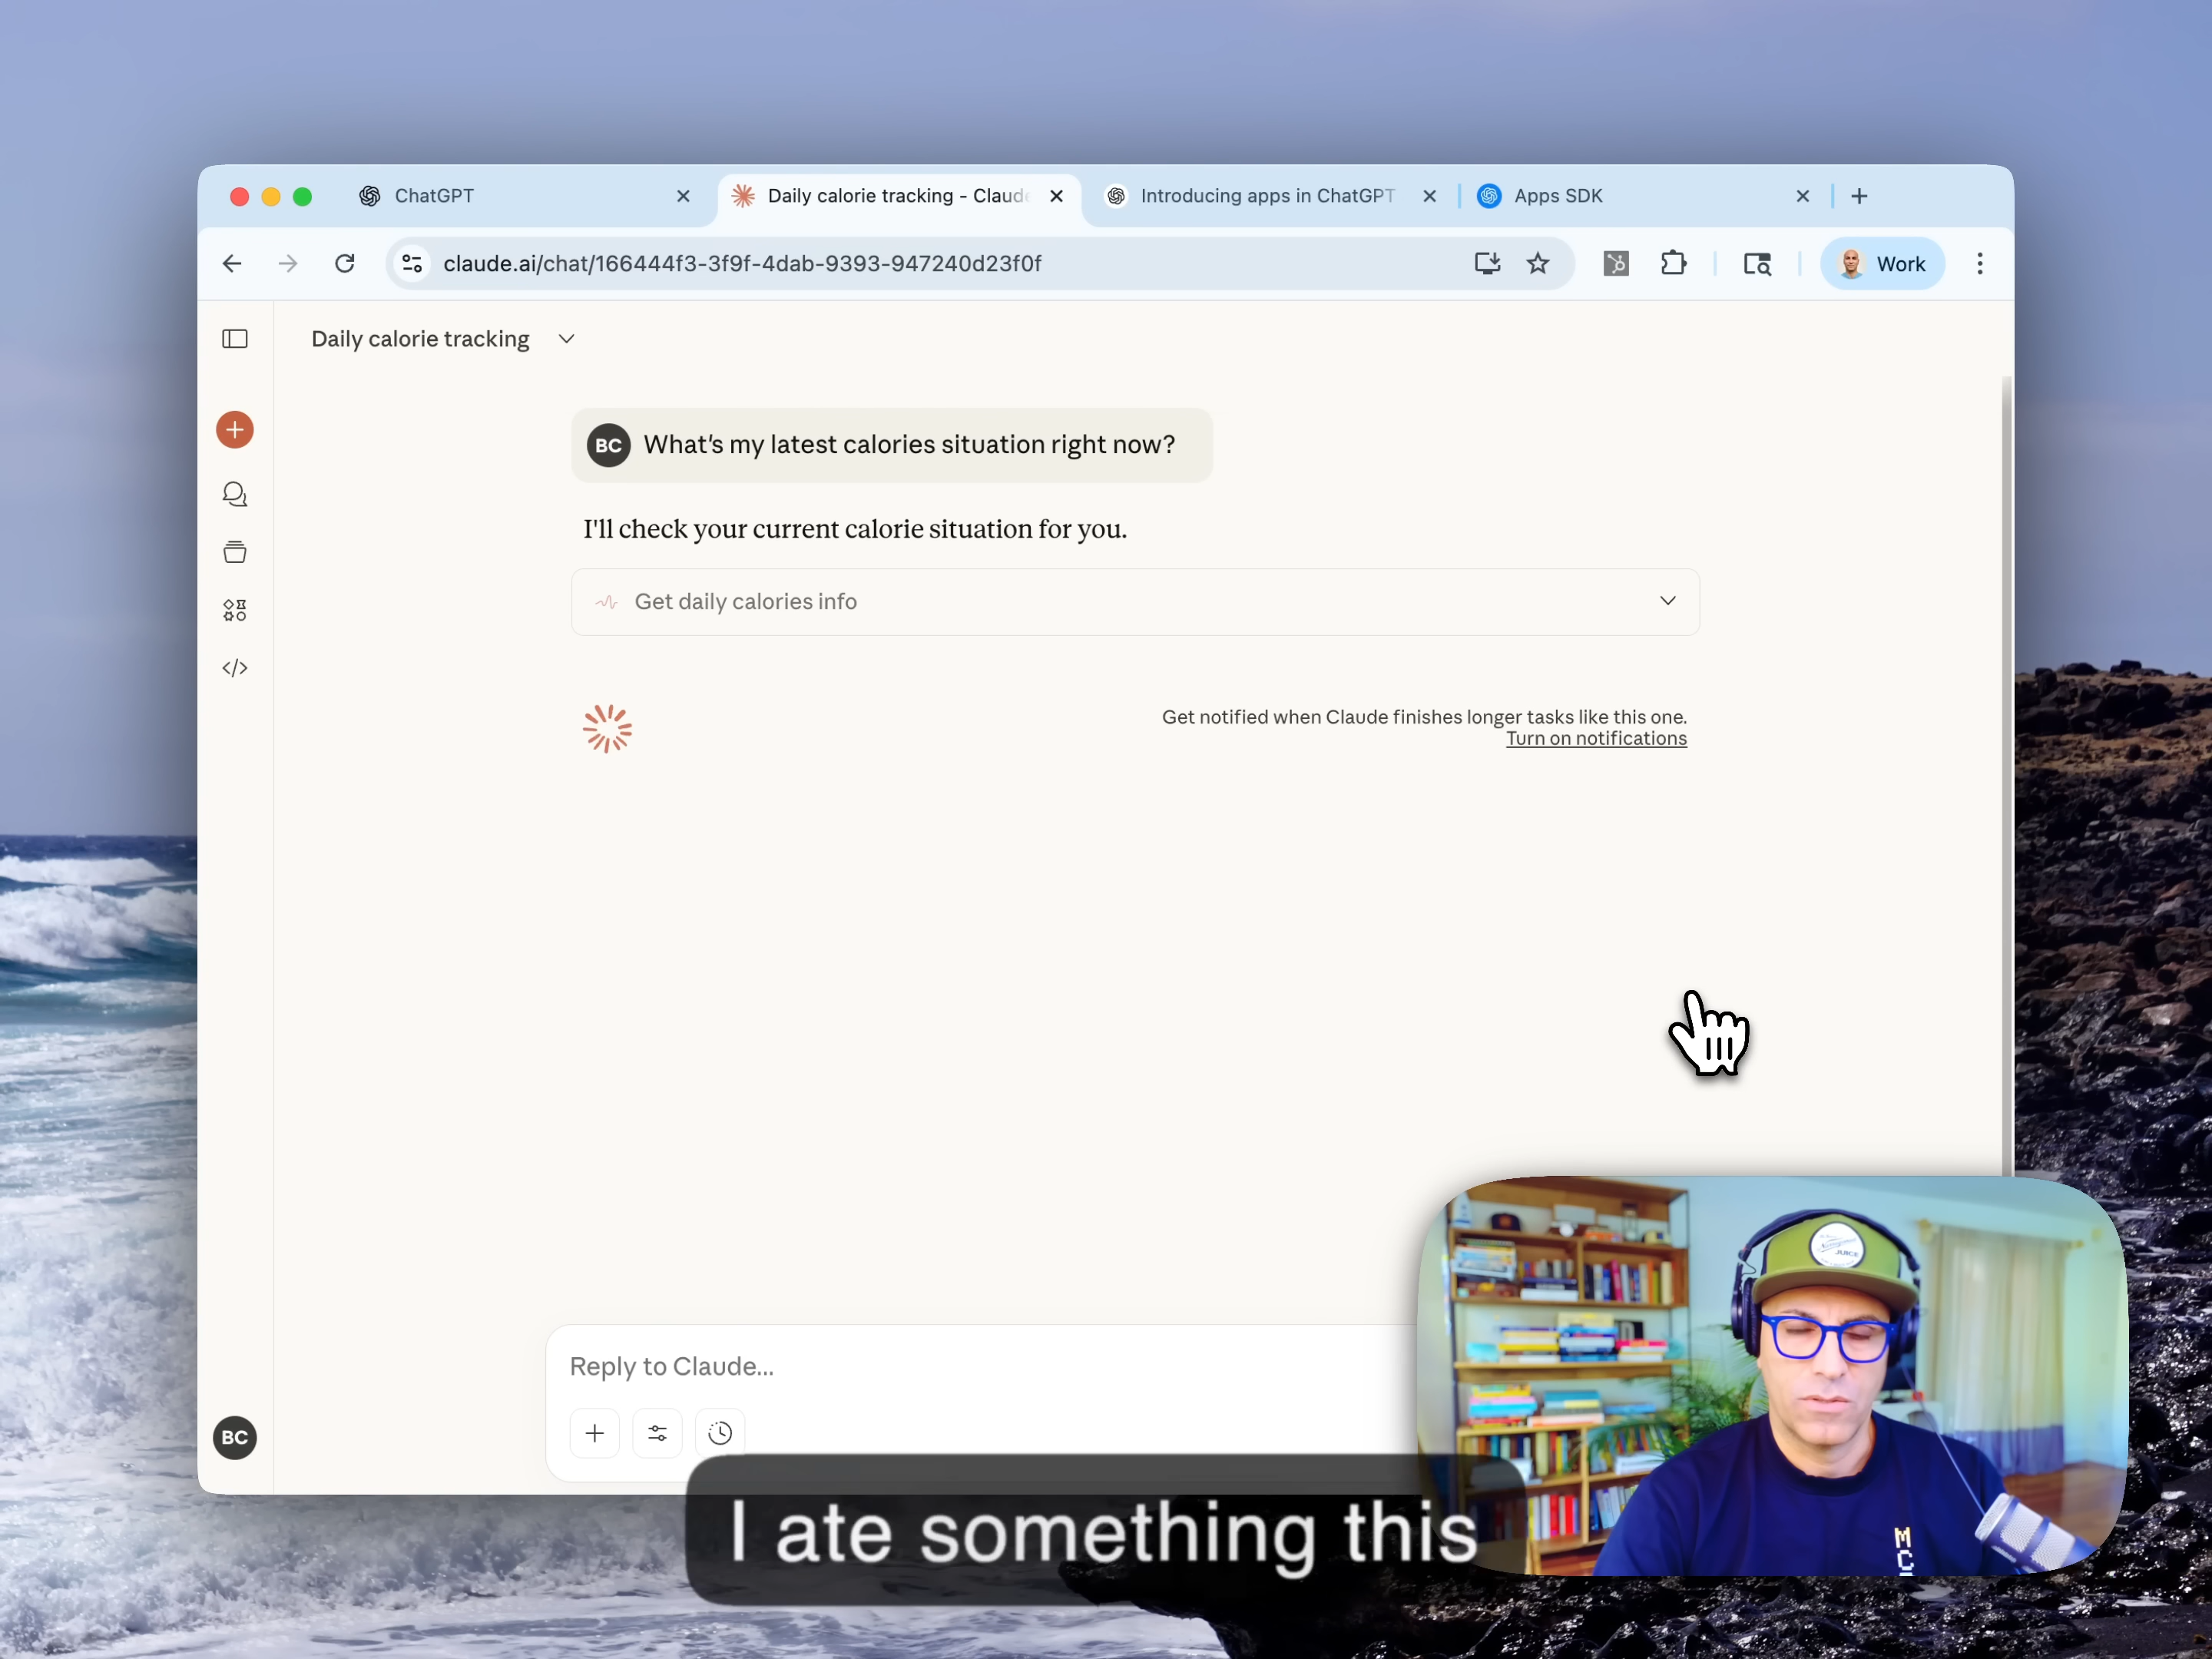 ChatGPT
Daily calorie tracking - Claude
Introducing apps in ChatGPT
Apps SDK
claude.ai/chat/166444f3-3f9f-4dab-9393-947240d23f0f
Work
Daily calorie tracking
BC What's my latest calories situation right now?
I'll check your current calorie situation for you.
Get daily calories info
Get notified when Claude finishes longer tasks like this one.
Turn on notifications
Reply to Claude...
BC
JUICE
MC
I ate something this